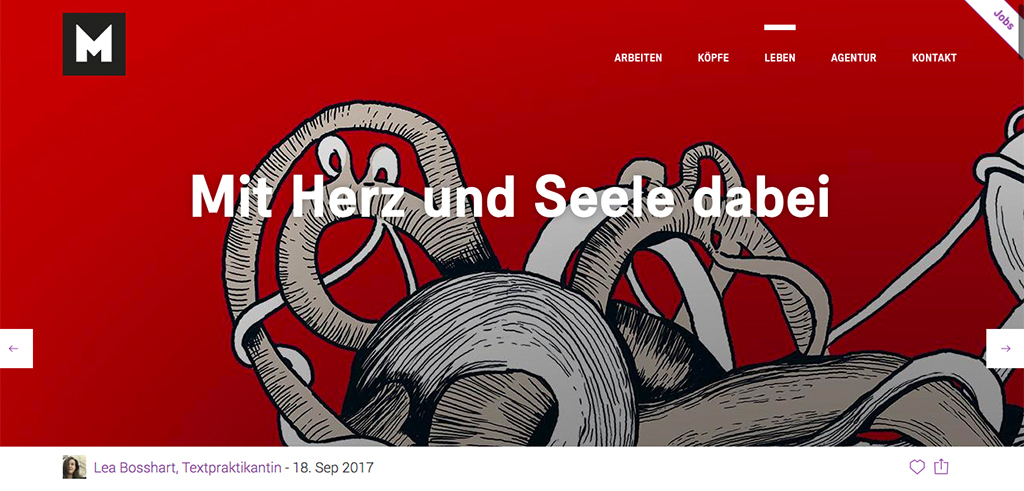 M
ARBEITEN KÖPFE LEBEN AGENTUR KONTAKT
Jobs
Mit Herz und Seele dabei
Lea Bosshart, Textpraktikantin - 18. Sep 2017